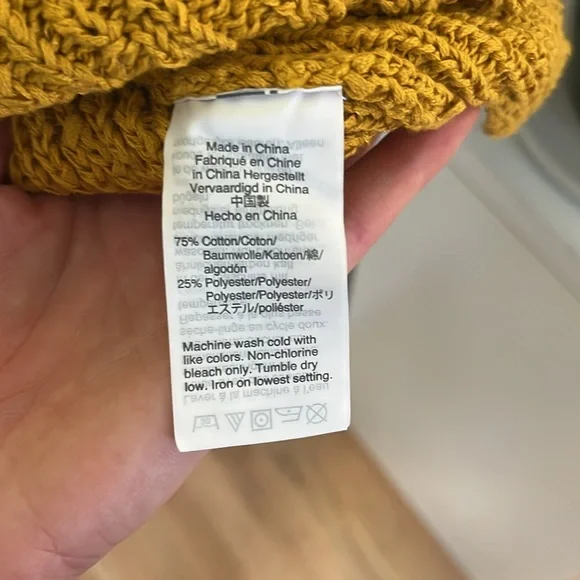 Made in China
Fabriqué en Chine
in China Hergestellt
Vervaardigd in China
中国製
Hecho en China
75% Cotton/Coton/
Baumwolle/Katoen/綿/
algodón
25% Polyester/Polyester/
Polyester/Polyester/ポリ
エステル/poliéster
Machine wash cold with
like colors. Non-chlorine
bleach only. Tumble dry
low. Iron on lowest setting.